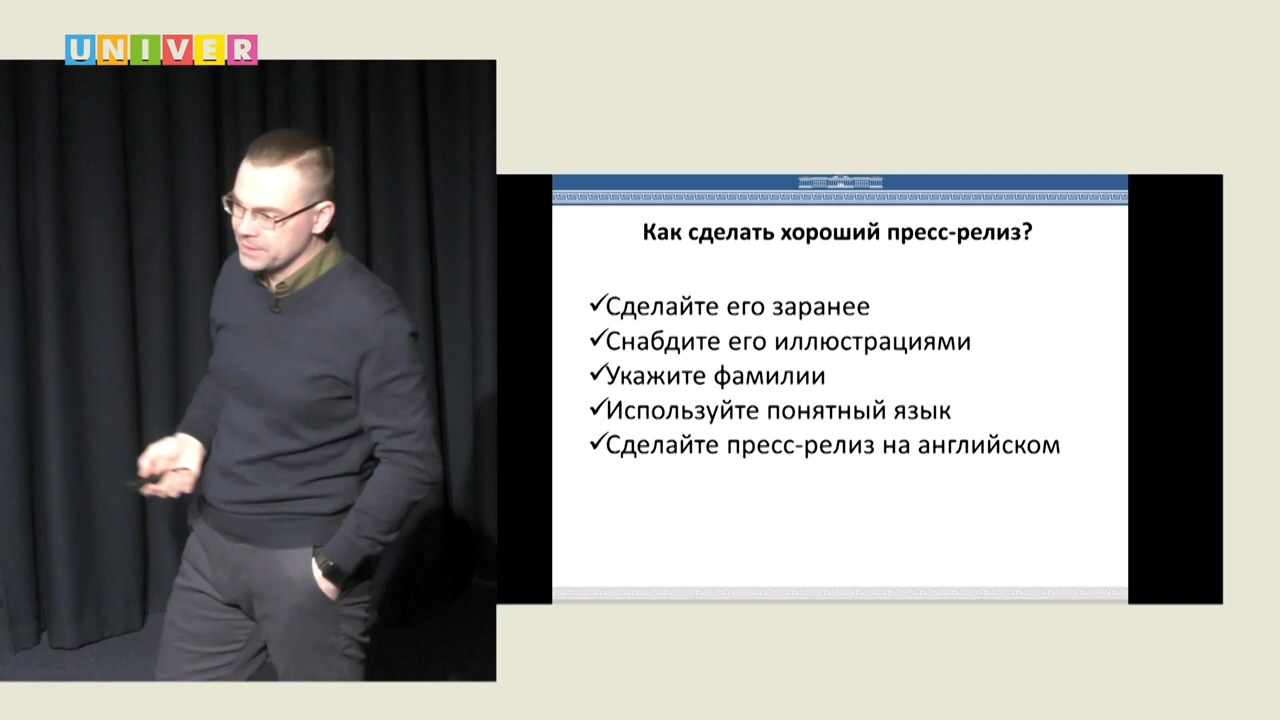 UNIVER
Как сделать хороший пресс-релиз?
✓Сделайте его заранее
✓Снабдите его иллюстрациями
✓Укажите фамилии
✓Используйте понятный язык
✓Сделайте пресс-релиз на английском